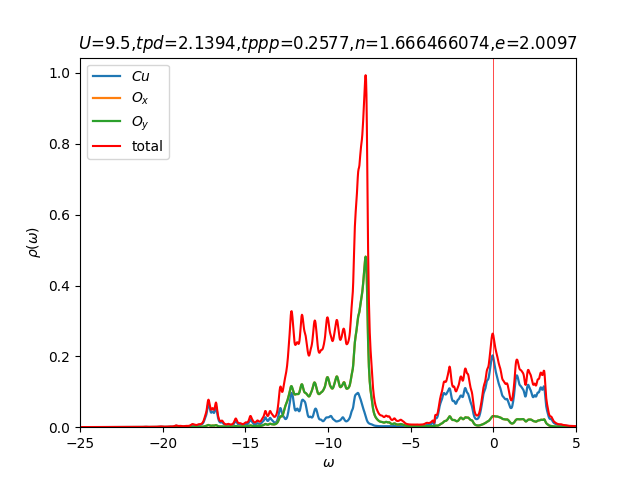 U=9.5,tpd=2.1394,tppp=0.2577,n=1.666466074,e=2.0097
1.0
0.8
0.6
0.4
0.2
0.0
ρ(ω)
Cu
Oₓ
O_y
total
−25
−20
−15
−10
−5
0
5
ω